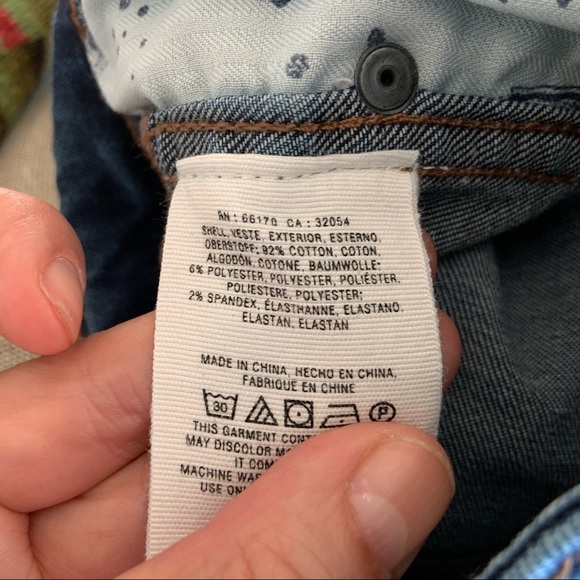 RN: 66170 CA: 32054
SHELL, VESTE, EXTERIOR, ESTERNO,
OBERSTOFF: 92% COTTON, COTON,
ALGODÓN, COTONE, BAUMWOLLE;
6% POLYESTER, POLYESTER, POLIÉSTER,
POLIESTERE, POLYESTER;
2% SPANDEX, ÉLASTHANNE, ELASTANO,
ELASTAN, ELASTAN
MADE IN CHINA, HECHO EN CHINA,
FABRIQUE EN CHINE
30 P
THIS GARMENT
MAY DISCOLOR
IT
MACHINE
USE